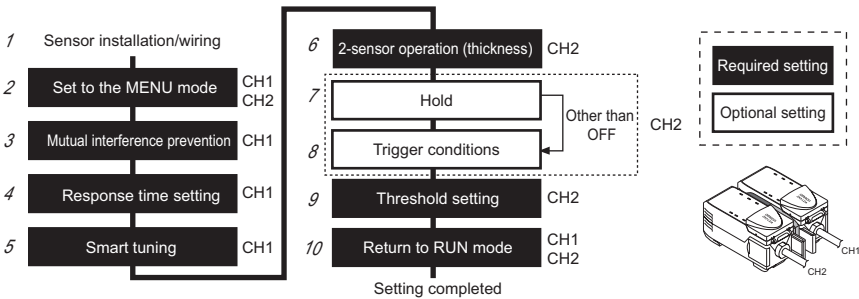 1 Sensor installation/wiring
2 Set to the MENU mode CH1
CH2
3 Mutual interference prevention CH1
4 Response time setting CH1
5 Smart tuning CH1
6 2-sensor operation (thickness) CH2
7 Hold
Other than
OFF
CH2
8 Trigger conditions
9 Threshold setting CH2
10 Return to RUN mode CH1
CH2
Setting completed
Required setting
Optional setting
CH1
CH2